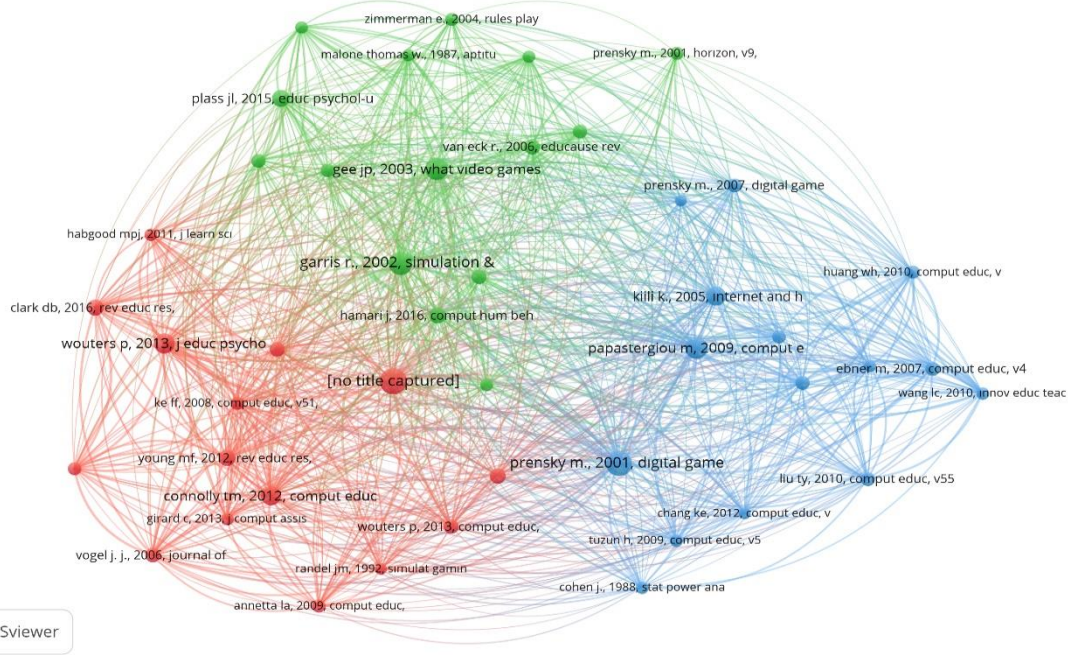 zimmerman e., 2004, rules play
malone thomas w., 1987, aptitu
prensky m., 2001, horizon, v9,
plass jl, 2015, educ psychol-u
van eck r., 2006, educause rev
gee jp, 2003, what video games
prensky m., 2007, digital game
habgood mpj, 2011, j learn sci
garris r., 2002, simulation &
huang wh, 2010, comput educ, v
kiili k., 2005, internet and h
clark db, 2016, rev educ res,
hamari j, 2016, comput hum beh
wouters p, 2013, j educ psycho
papastergiou m, 2009, comput e
ebner m, 2007, comput educ, v4
[no title captured]
wang lc, 2010, innov educ teac
ke ff, 2008, comput educ, v51,
young mf, 2012, rev educ res,
prensky m., 2001, digital game
liu ty, 2010, comput educ, v55
connolly tm, 2012, comput educ
chang ke, 2012, comput educ, v
girard c, 2013, j comput assis
wouters p, 2013, comput educ,
tuzun h, 2009, comput educ, v5
vogel j. j., 2006, journal of
randel jm, 1992, simulat gamin
cohen j., 1988, stat power ana
annetta la, 2009, comput educ,
Sviewer